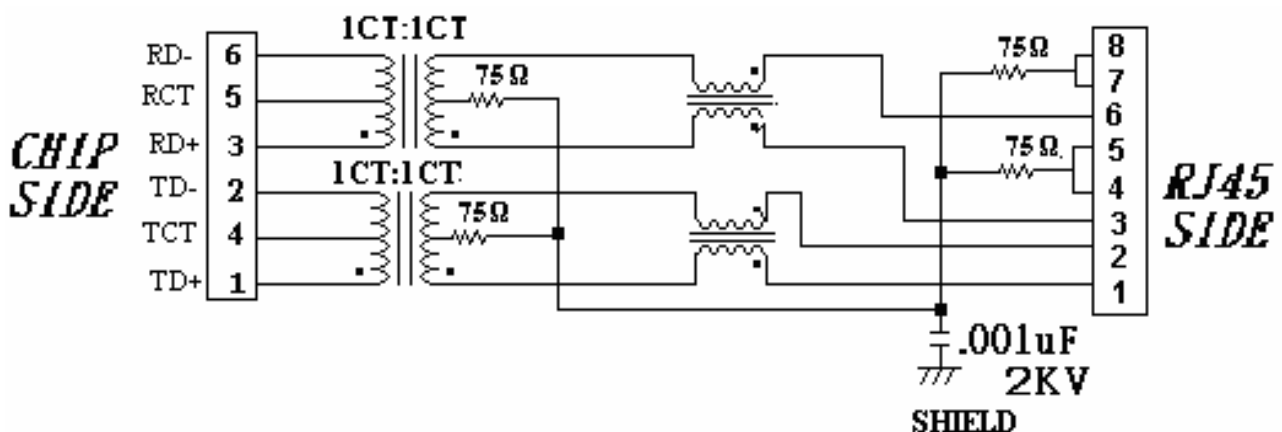 1CT:1CT
RD- 6
RCT 5
RD+ 3
TD- 2
TCT 4
TD+ 1
CHIP
SIDE
75Ω
1CT:1CT
75Ω
75Ω
75Ω
8
7
6
5
4
3
2
1
RJ45
SIDE
.001uF
2KV
SHIELD